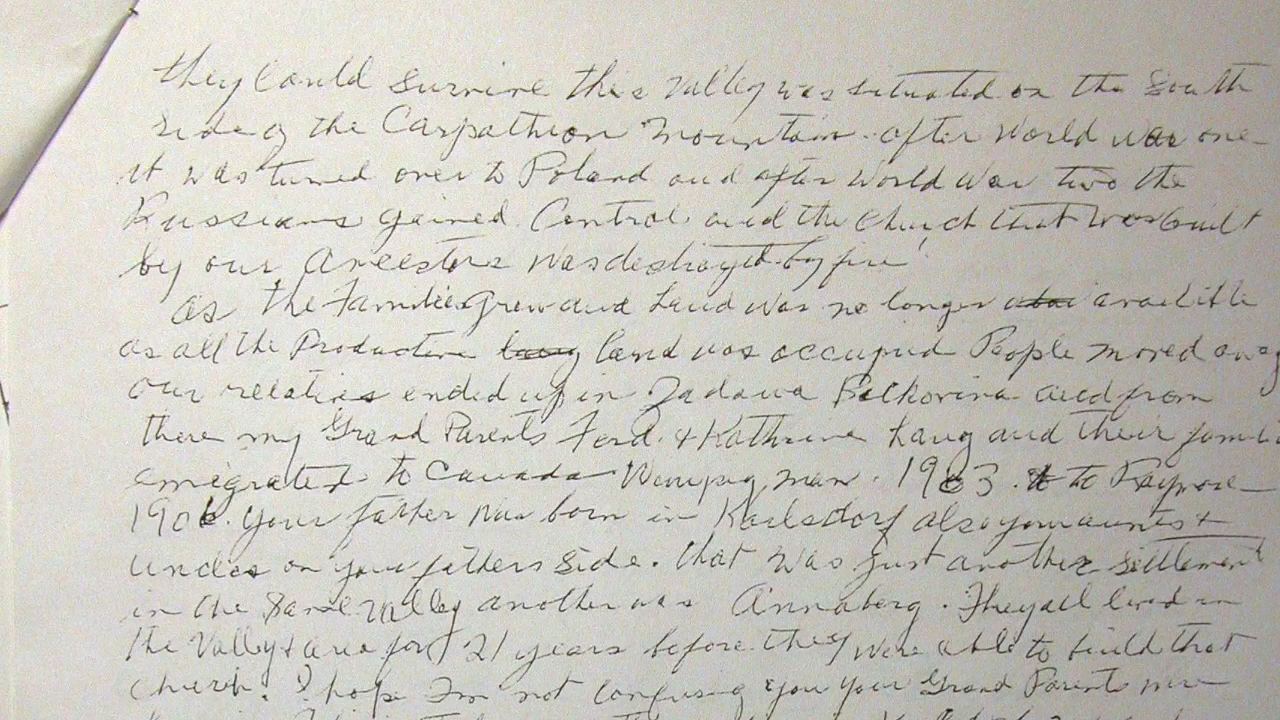 they Could survive this valley was situated on the South
side of the Carpathion Mountain. after World war one
it was turned over to Poland and after World War two the
Russians gained Control and the Church that was built
by our Ancestors was destroyed by fire
as the Families Grew and Land was no longer available
as all the Productive land was occupied People moved away
our relatives ended up in Zadawa and from
there my Grand Parents Ferd. & Kathrine Lang and their
emigrated to Canada Winnipeg man. 1903 to
1906. your father was born in Karlsdorf also your aunts +
uncles on your fathers side. that was just another settlement
in the same valley another was Annaberg. They all lived in
the Valley & area for 21 years before they were able to build that
church. I hope I'm not confusing you your Grand Parents